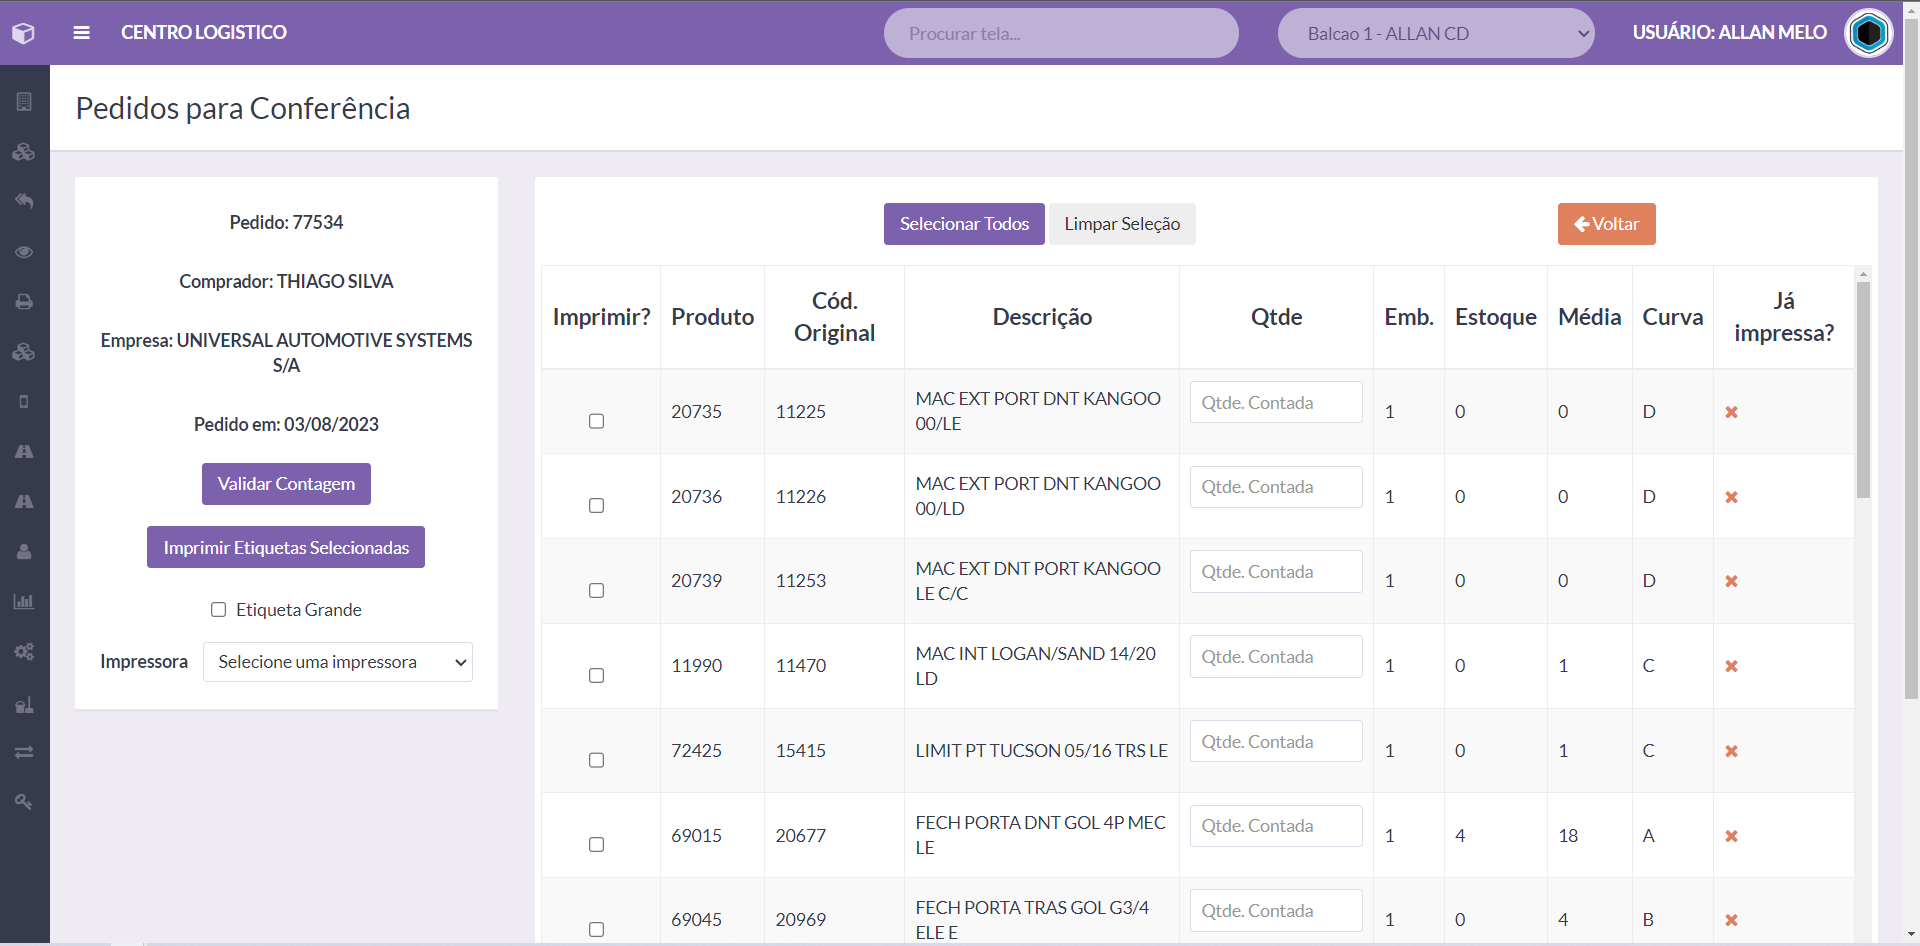 CENTRO LOGISTICO
Procurar tela...
Balcao 1 - ALLAN CD
USUÁRIO: ALLAN MELO
Pedidos para Conferência
Pedido: 77534
Comprador: THIAGO SILVA
Empresa: UNIVERSAL AUTOMOTIVE SYSTEMS
S/A
Pedido em: 03/08/2023
Validar Contagem
Imprimir Etiquetas Selecionadas
Etiqueta Grande
Impressora Selecione uma impressora
Selecionar Todos Limpar Seleção Voltar
Imprimir? Produto Cód. Original Descrição Qtde Emb. Estoque Média Curva Já impressa?
20735 11225 MAC EXT PORT DNT KANGOO 00/LE Qtde. Contada 1 0 0 D
20736 11226 MAC EXT PORT DNT KANGOO 00/LD Qtde. Contada 1 0 0 D
20739 11253 MAC EXT DNT PORT KANGOO LE C/C Qtde. Contada 1 0 0 D
11990 11470 MAC INT LOGAN/SAND 14/20 LD Qtde. Contada 1 0 1 C
72425 15415 LIMIT PT TUCSON 05/16 TRS LE Qtde. Contada 1 0 1 C
69015 20677 FECH PORTA DNT GOL 4P MEC LE Qtde. Contada 1 4 18 A
69045 20969 FECH PORTA TRAS GOL G3/4 ELE E Qtde. Contada 1 0 4 B